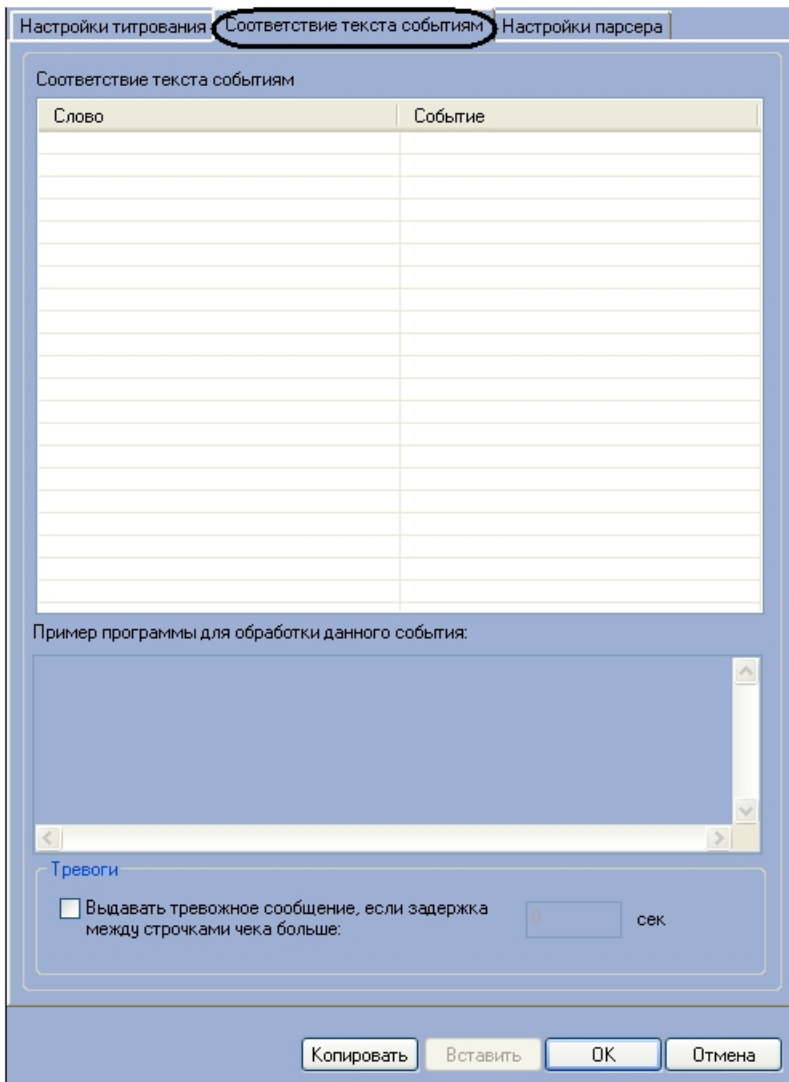 Настройки титрования Соответствие текста событиям Настройки парсера
Соответствие текста событиям
Слово Событие
Пример программы для обработки данного события:
Тревоги
Выдавать тревожное сообщение, если задержка
между строчками чека больше:
0 сек
Копировать Вставить OK Отмена